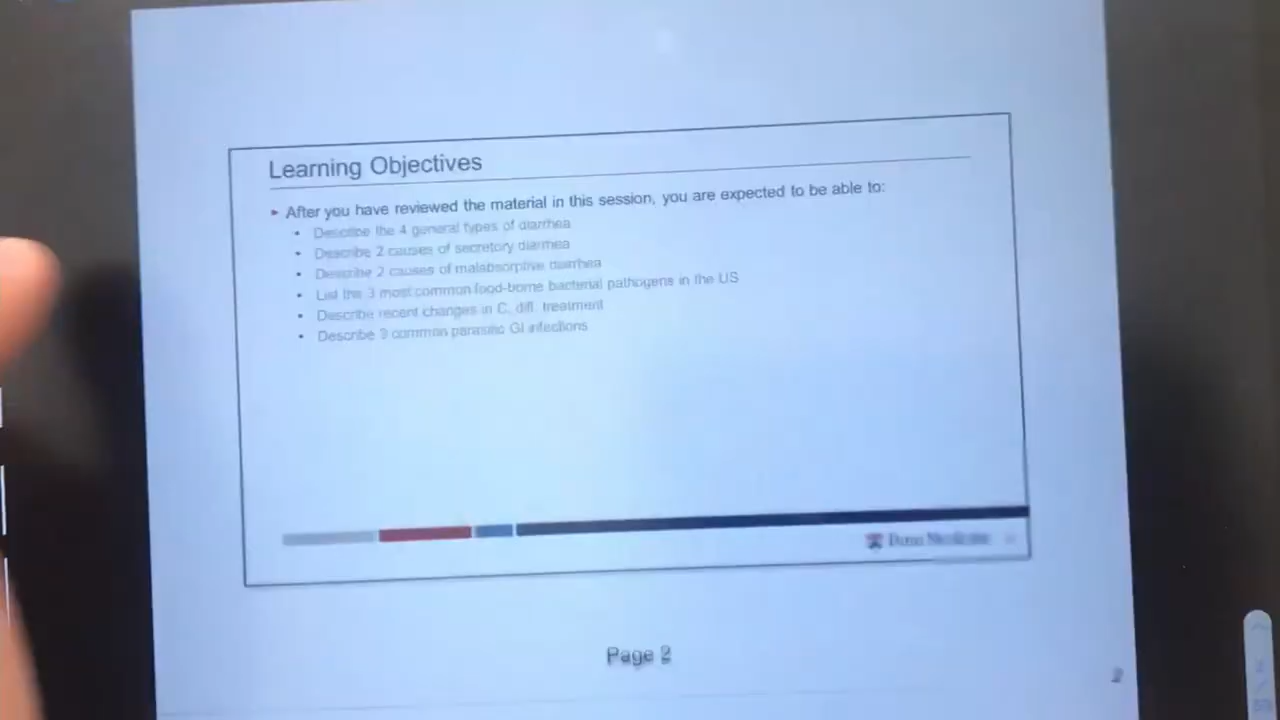 Learning Objectives
After you have reviewed the material in this session, you are expected to be able to:
• Describe the 4 general types of diarrhea
• Describe 2 causes of secretory diarrhea
• Describe 2 causes of malabsorptive diarrhea
• List the 3 most common food-borne bacterial pathogens in the US
• Describe recent changes in C. diff. treatment
• Describe common parasitic GI infections
Page 2
2